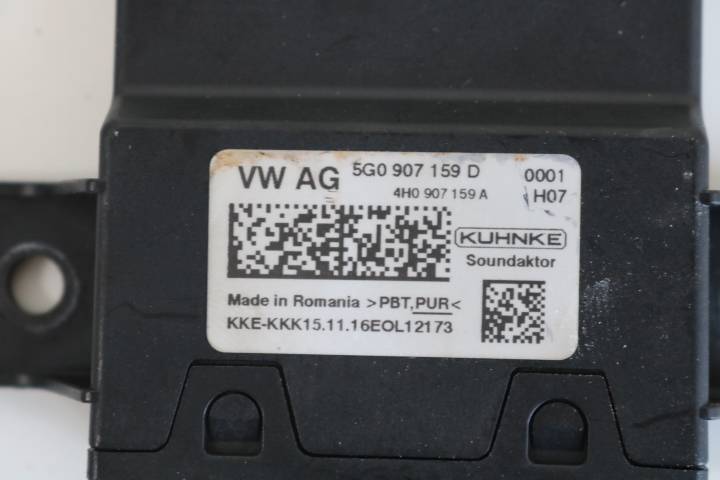 VW AG 5G0 907 159 D 0001
4H0 907 159 A H07
KUHNKE
Soundaktor
Made in Romania >PBT,PUR<
KKE-KKK15.11.16EOL12173